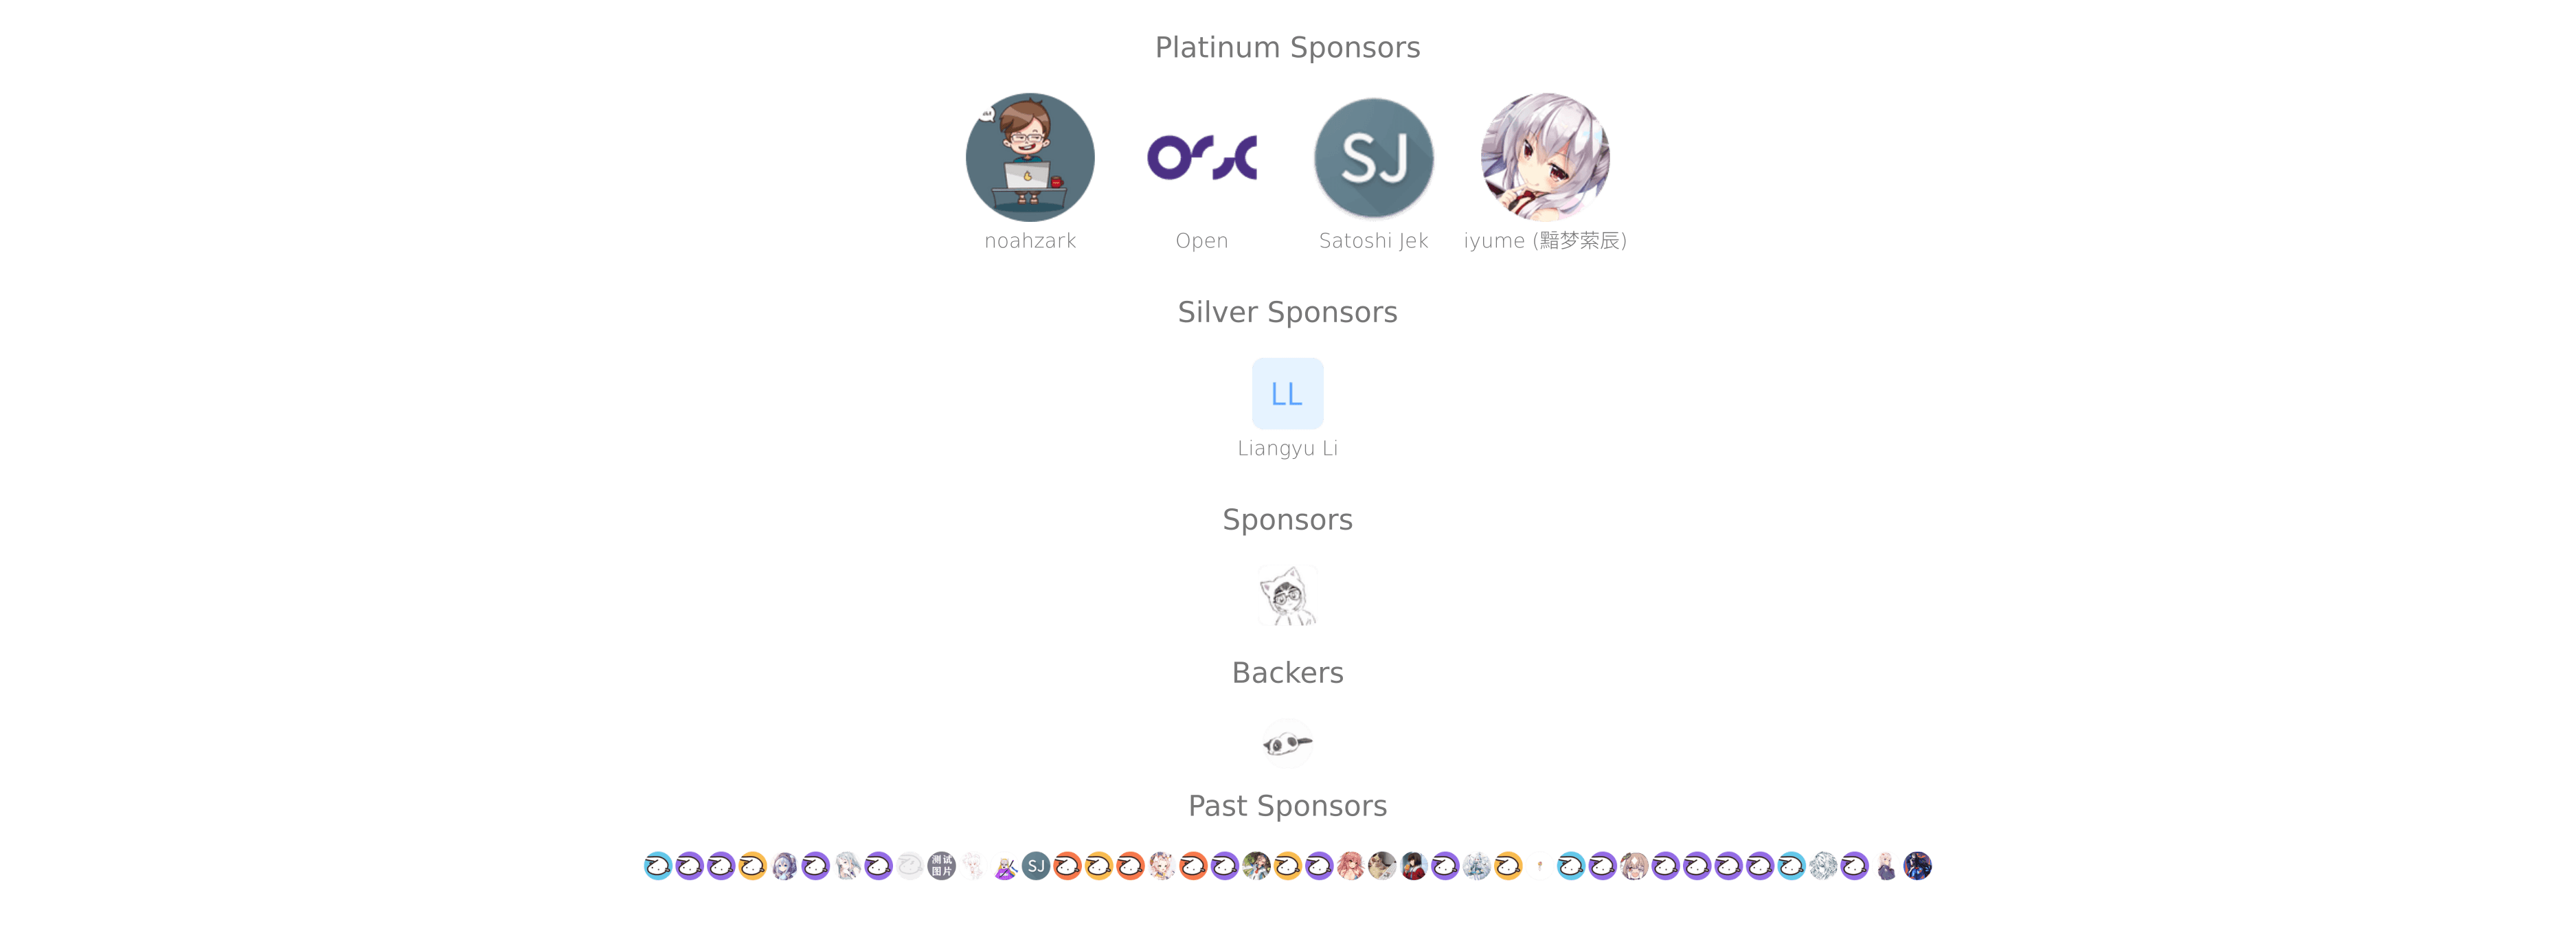 Platinum Sponsors
SJ
noahzark
Open
Satoshi Jek
iyume (黯梦萦辰)
Silver Sponsors
LL
Liangyu Li
Sponsors
Backers
Past Sponsors
测试
图片
SJ